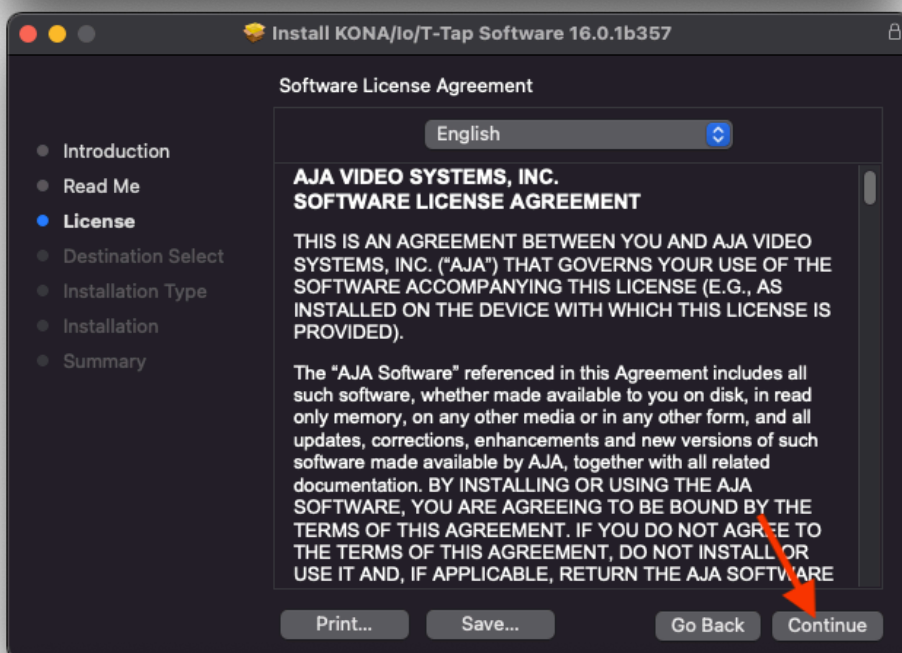 Install KONA/Io/T-Tap Software 16.0.1b357
Software License Agreement
English
Introduction
Read Me
License
Destination Select
Installation Type
Installation
Summary
AJA VIDEO SYSTEMS, INC.
SOFTWARE LICENSE AGREEMENT
THIS IS AN AGREEMENT BETWEEN YOU AND AJA VIDEO
SYSTEMS, INC. (“AJA”) THAT GOVERNS YOUR USE OF THE
SOFTWARE ACCOMPANYING THIS LICENSE (E.G., AS
INSTALLED ON THE DEVICE WITH WHICH THIS LICENSE IS
PROVIDED).
The “AJA Software” referenced in this Agreement includes all
such software, whether made available to you on disk, in read
only memory, on any other media or in any other form, and all
updates, corrections, enhancements and new versions of such
software made available by AJA, together with all related
documentation. BY INSTALLING OR USING THE AJA
SOFTWARE, YOU ARE AGREEING TO BE BOUND BY THE
TERMS OF THIS AGREEMENT. IF YOU DO NOT AGREE TO
THE TERMS OF THIS AGREEMENT, DO NOT INSTALL OR
USE IT AND, IF APPLICABLE, RETURN THE AJA SOFTWARE
Print...
Save...
Go Back
Continue